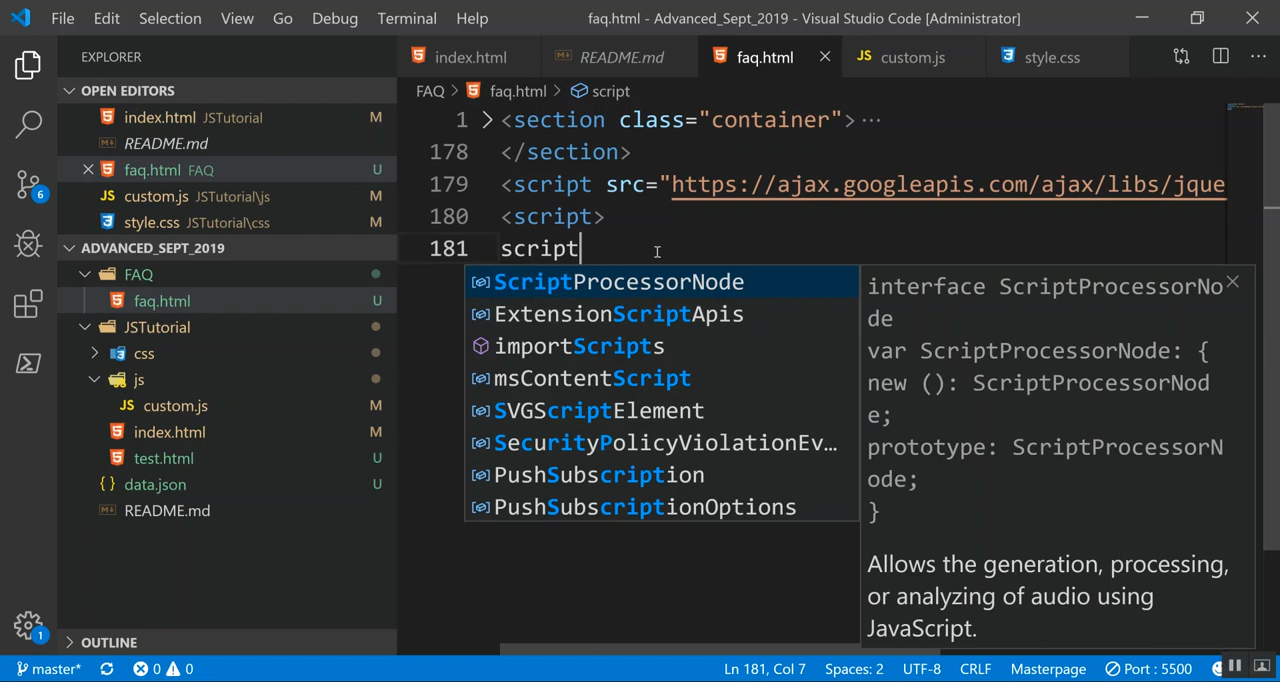 File Edit Selection View Go Debug Terminal Help faq.html - Advanced_Sept_2019 - Visual Studio Code [Administrator]
EXPLORER
OPEN EDITORS
index.html JSTutorial M
README.md
faq.html FAQ U
custom.js JSTutorial\js M
style.css JSTutorial\css M
ADVANCED_SEPT_2019
FAQ
faq.html U
JSTutorial
css
js
JS custom.js M
index.html M
test.html U
{ } data.json U
README.md
OUTLINE
6
1
index.html README.md faq.html JS custom.js style.css
FAQ > faq.html > script
1 <section class="container"> ...
178 </section>
179 <script src="https://ajax.googleapis.com/ajax/libs/jque
180 <script>
181 script
ScriptProcessorNode
ExtensionScriptApis
importScripts
msContentScript
SVGScriptElement
SecurityPolicyViolationEv...
PushSubscription
PushSubscriptionOptions
interface ScriptProcessorNo
de
var ScriptProcessorNode: {
new (): ScriptProcessorNod
e;
prototype: ScriptProcessorN
ode;
}
Allows the generation, processing,
or analyzing of audio using
JavaScript.
master* 0 0 Ln 181, Col 7 Spaces: 2 UTF-8 CRLF Masterpage Port : 5500